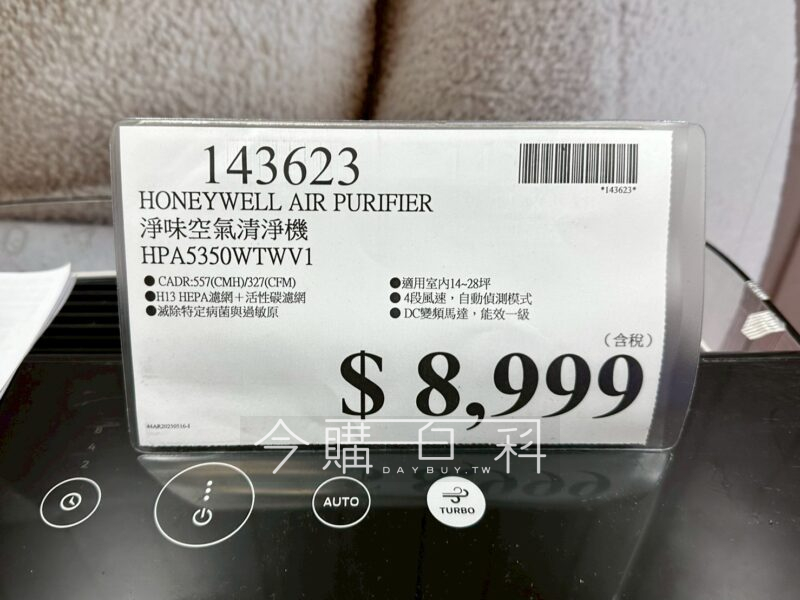 143623
*143623*
HONEYWELL AIR PURIFIER
淨味空氣清淨機
HPA5350WTWV1
● CADR:557(CMH)/327(CFM)
●H13 HEPA濾網＋活性碳濾網
●滅除特定病菌與過敏原
●適用室內14~28坪
● 4段風速，自動偵測模式
● DC變頻馬達，能效一級
（含稅）
$ 8,999
今購百科
DAYBUY.TW
8
4
2
AUTO
TURBO